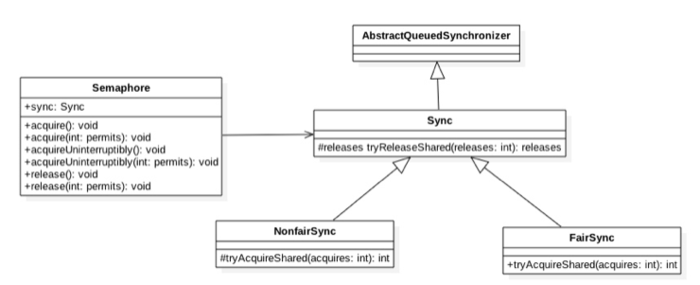 AbstractQueuedSynchronizer
Semaphore
+sync: Sync
+acquire(): void
+acquire(int: permits): void
+acquireUninterruptibly(): void
+acquireUninterruptibly(int: permits): void
+release(): void
+release(int: permits): void
Sync
#releases tryReleaseShared(releases: int): releases
NonfairSync
#tryAcquireShared(acquires: int): int
FairSync
+tryAcquireShared(acquires: int): int